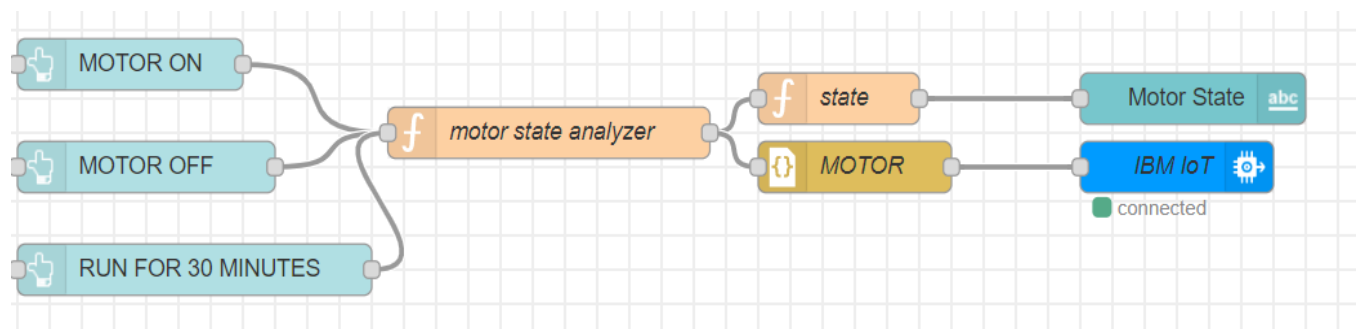 MOTOR ON
MOTOR OFF
RUN FOR 30 MINUTES
f motor state analyzer
f state
{} MOTOR
Motor State abc
IBM IoT
connected